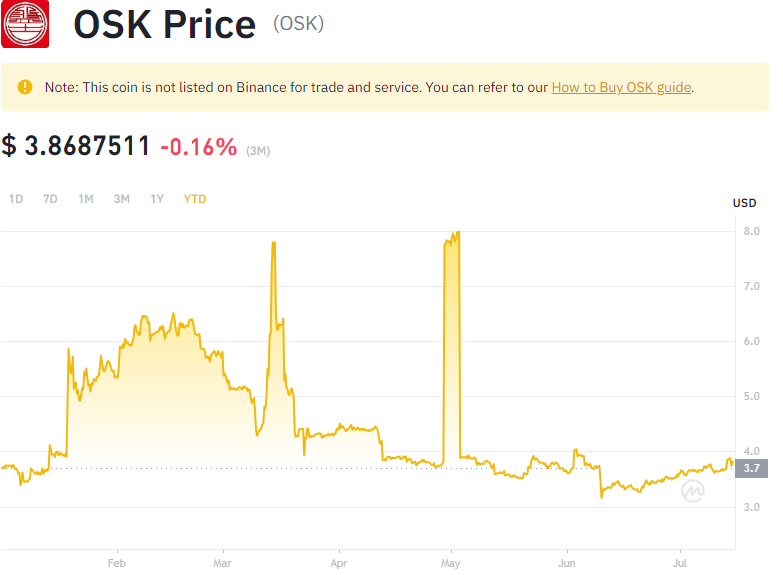 OSK Price (OSK)
Note: This coin is not listed on Binance for trade and service. You can refer to our How to Buy OSK guide.
$ 3.8687511 -0.16% (3M)
1D 7D 1M 3M 1Y YTD
USD
8.0
7.0
6.0
5.0
4.0
3.7
3.0
Feb Mar Apr May Jun Jul